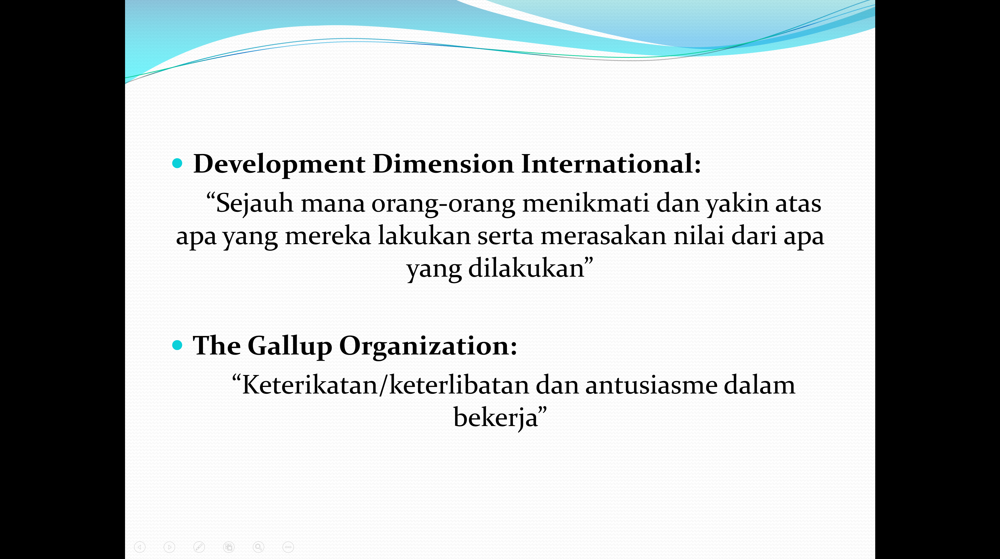 • Development Dimension International:
“Sejauh mana orang-orang menikmati dan yakin atas
apa yang mereka lakukan serta merasakan nilai dari apa
yang dilakukan”
• The Gallup Organization:
“Keterikatan/keterlibatan dan antusiasme dalam
bekerja”